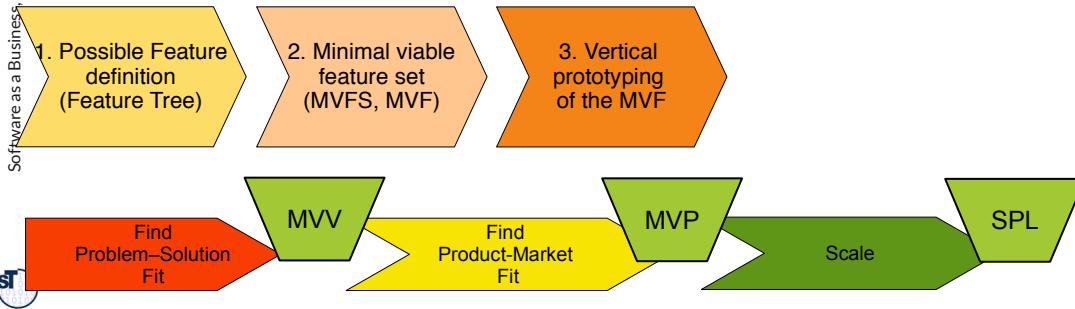 Software as a Business,
1. Possible Feature
definition
(Feature Tree)
2. Minimal viable
feature set
(MVFS, MVF)
3. Vertical
prototyping
of the MVF
MVV
MVP
SPL
Find
Problem–Solution
Fit
Find
Product-Market
Fit
Scale
sT